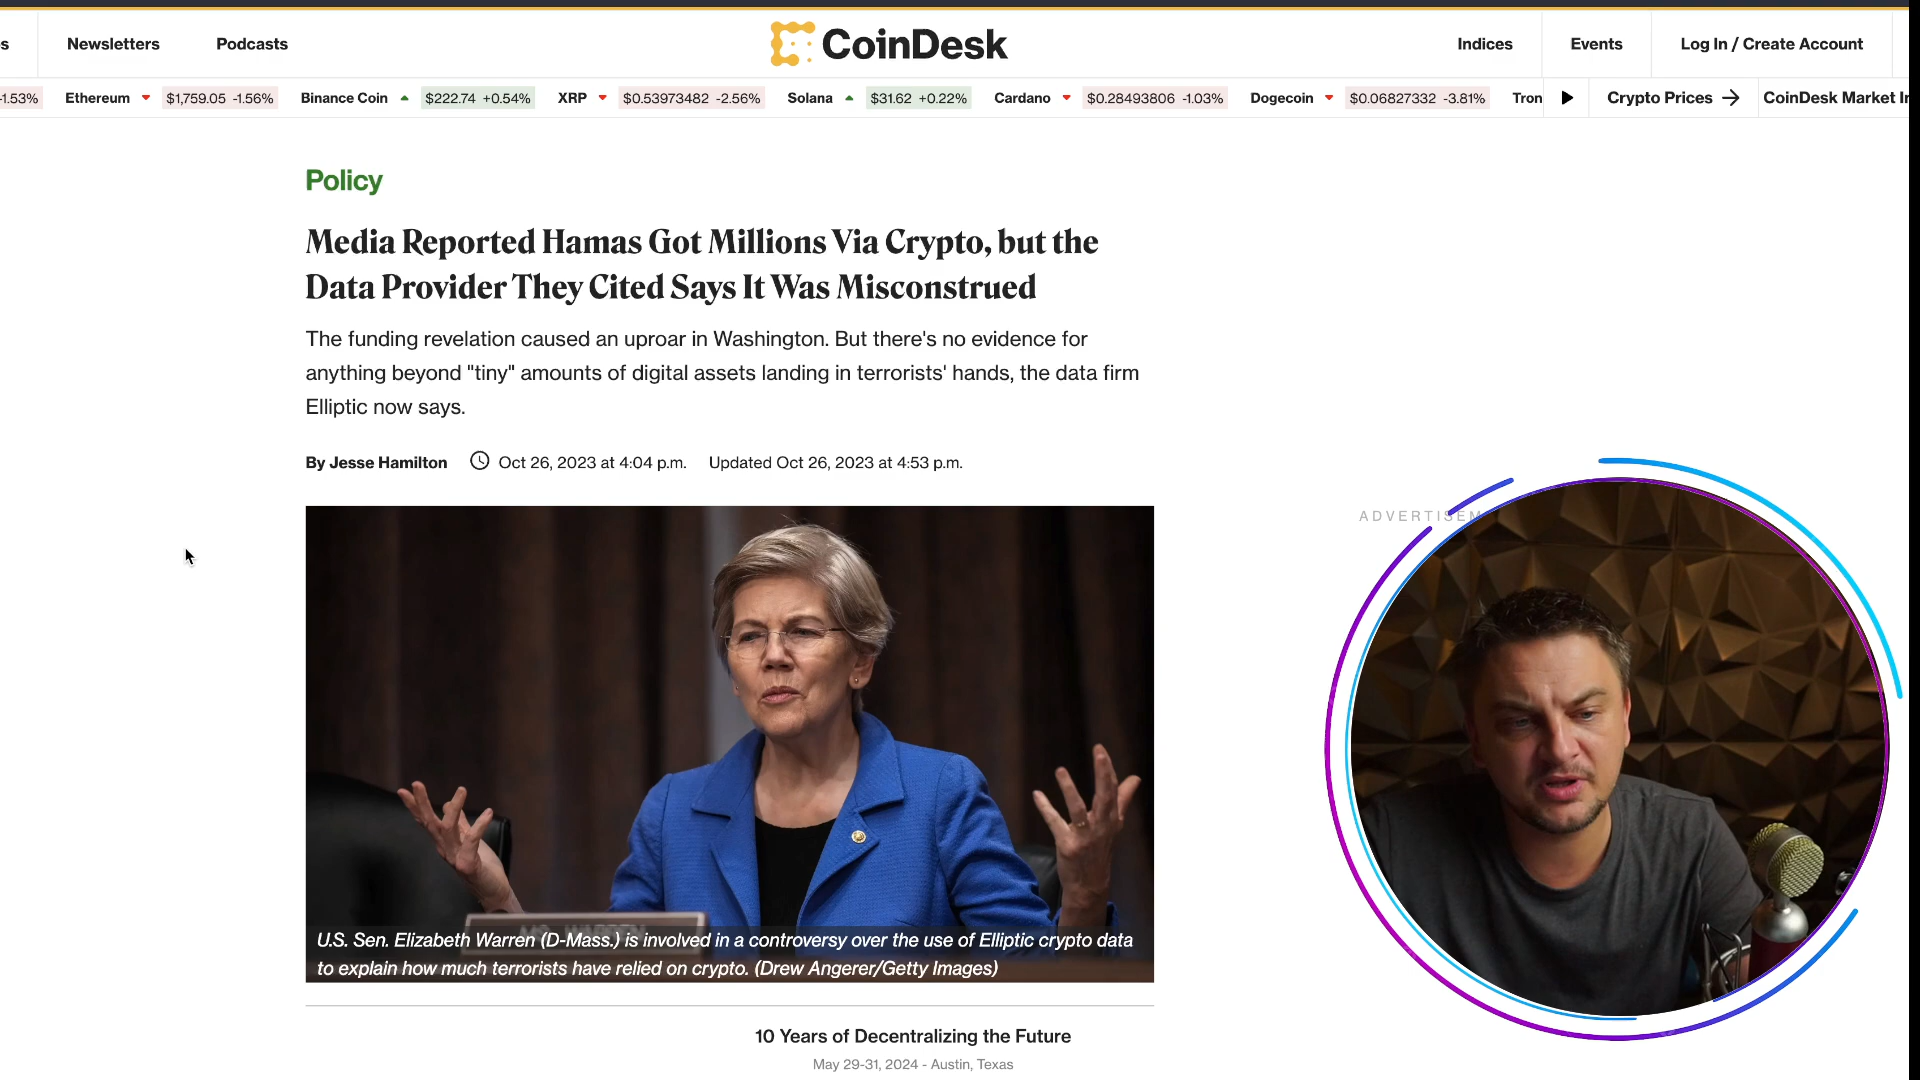 s
Newsletters
Podcasts
CoinDesk
Indices
Events
Log In / Create Account
-1.53%
Ethereum $1,759.05 -1.56%
Binance Coin $222.74 +0.54%
XRP $0.53973482 -2.56%
Solana $31.62 +0.22%
Cardano $0.28493806 -1.03%
Dogecoin $0.06827332 -3.81%
Tron
Crypto Prices
CoinDesk Market In
Policy
Media Reported Hamas Got Millions Via Crypto, but the
Data Provider They Cited Says It Was Misconstrued
The funding revelation caused an uproar in Washington. But there's no evidence for
anything beyond "tiny" amounts of digital assets landing in terrorists' hands, the data firm
Elliptic now says.
By Jesse Hamilton
Oct 26, 2023 at 4:04 p.m.
Updated Oct 26, 2023 at 4:53 p.m.
ADVERTISEM
U.S. Sen. Elizabeth Warren (D-Mass.) is involved in a controversy over the use of Elliptic crypto data
to explain how much terrorists have relied on crypto. (Drew Angerer/Getty Images)
10 Years of Decentralizing the Future
May 29-31, 2024 - Austin, Texas